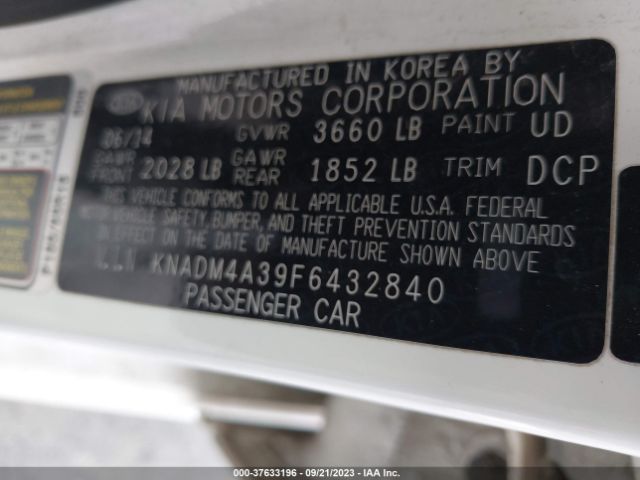 MANUFACTURED IN KOREA BY
KIA MOTORS CORPORATION
06/14 GVWR 3660 LB PAINT UD
GAWR FRONT 2028 LB GAWR REAR 1852 LB TRIM DCP
THIS VEHICLE CONFORMS TO ALL APPLICABLE U.S.A. FEDERAL
MOTOR VEHICLE SAFETY, BUMPER, AND THEFT PREVENTION STANDARDS
IN EFFECT ON THE DATE OF MANUFACTURE SHOWN ABOVE
KNADM4A39F6432840
PASSENGER CAR
000-37633196 - 09/21/2023 - IAA Inc.